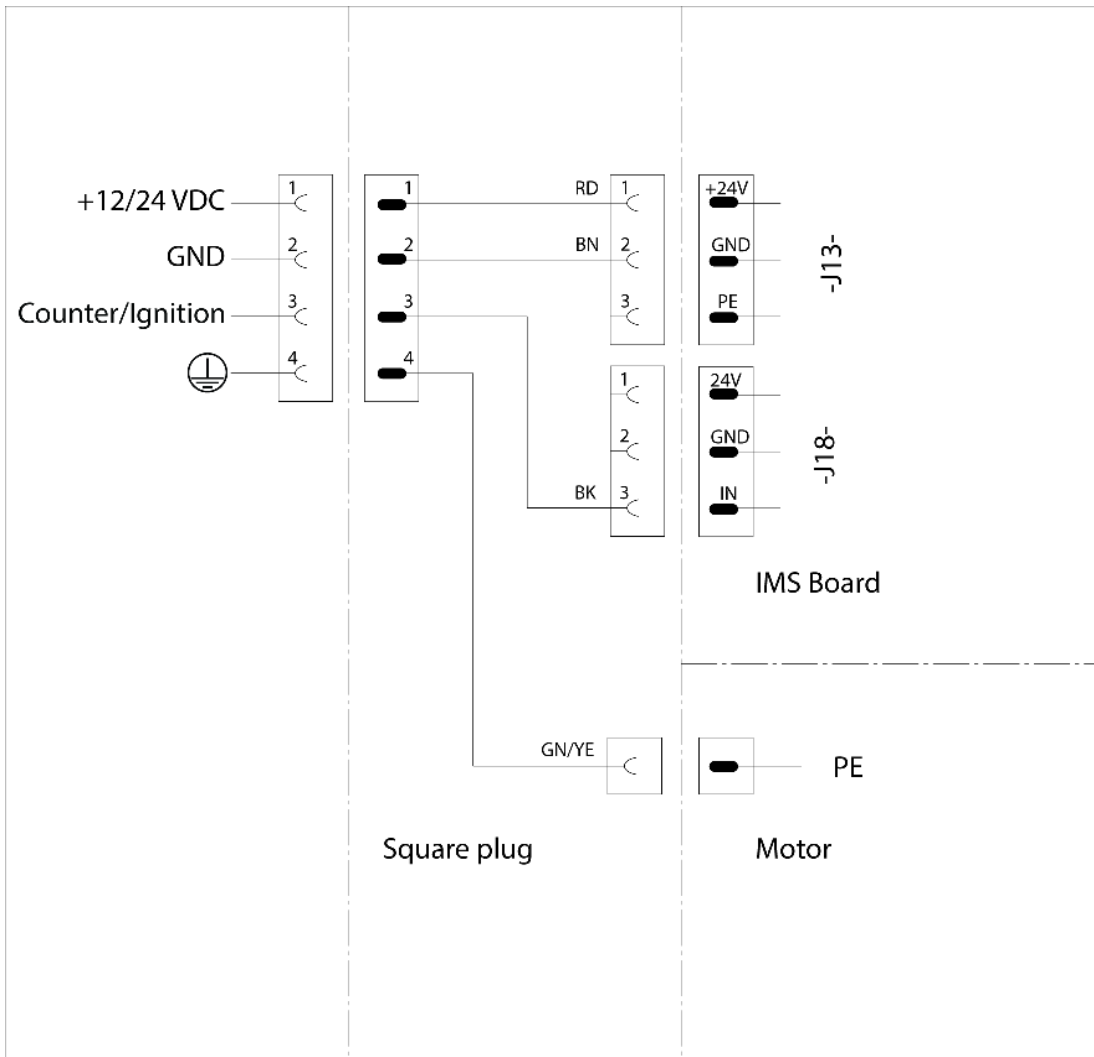 +12/24 VDC
GND
Counter/Ignition
1
2
3
4
1
2
3
4
RD
BN
1
2
3
+24V
GND
PE
-J13-
BK
1
2
3
24V
GND
IN
-J18-
IMS Board
GN/YE
PE
Square plug
Motor